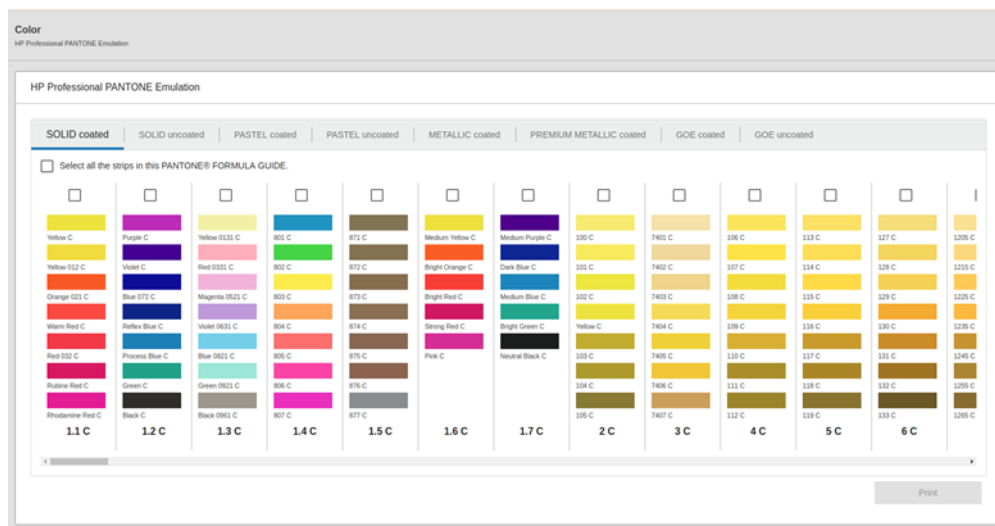 Color
HP Professional PANTONE Emulation
HP Professional PANTONE Emulation
SOLID coated SOLID uncoated PASTEL coated PASTEL uncoated METALLIC coated PREMIUM METALLIC coated GOE coated GOE uncoated
Select all the strips in this PANTONE® FORMULA GUIDE.
Yellow C Purple C Yellow 0131 C 801 C 871 C Medium Yellow C Medium Purple C 100 C 7401 C 106 C 113 C 127 C 1205 C
Yellow 012 C Violet C Red 0331 C 802 C 872 C Bright Orange C Dark Blue C 101 C 7402 C 107 C 114 C 128 C 1215 C
Orange 021 C Blue 072 C Magenta 0521 C 803 C 873 C Bright Red C Medium Blue C 102 C 7403 C 108 C 115 C 129 C 1225 C
Warm Red C Reflex Blue C Violet 0631 C 804 C 874 C Strong Red C Bright Green C Yellow C 7404 C 109 C 116 C 130 C 1235 C
Red 032 C Process Blue C Blue 0821 C 805 C 875 C Pink C Neutral Black C 103 C 7405 C 110 C 117 C 131 C 1245 C
Rubine Red C Green C Green 0921 C 806 C 876 C 104 C 7406 C 111 C 118 C 132 C 1255 C
Rhodamine Red C Black C Black 0961 C 807 C 877 C 105 C 7407 C 112 C 119 C 133 C 1265 C
1.1 C 1.2 C 1.3 C 1.4 C 1.5 C 1.6 C 1.7 C 2 C 3 C 4 C 5 C 6 C
Print